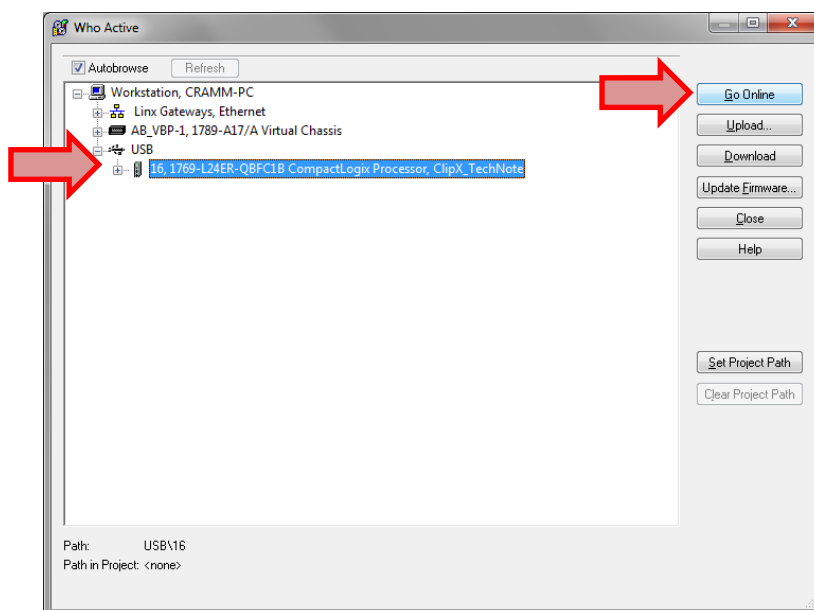 Who Active
Autobrowse
Refresh
Workstation, CRAMM-PC
Linx Gateways, Ethernet
AB_VBP-1, 1789-A17/A Virtual Chassis
USB
16, 1769-L24ER-QBFC1B CompactLogix Processor, ClipX_TechNote
Go Online
Upload...
Download
Update Firmware...
Close
Help
Set Project Path
Clear Project Path
Path: USB\16
Path in Project: <none>